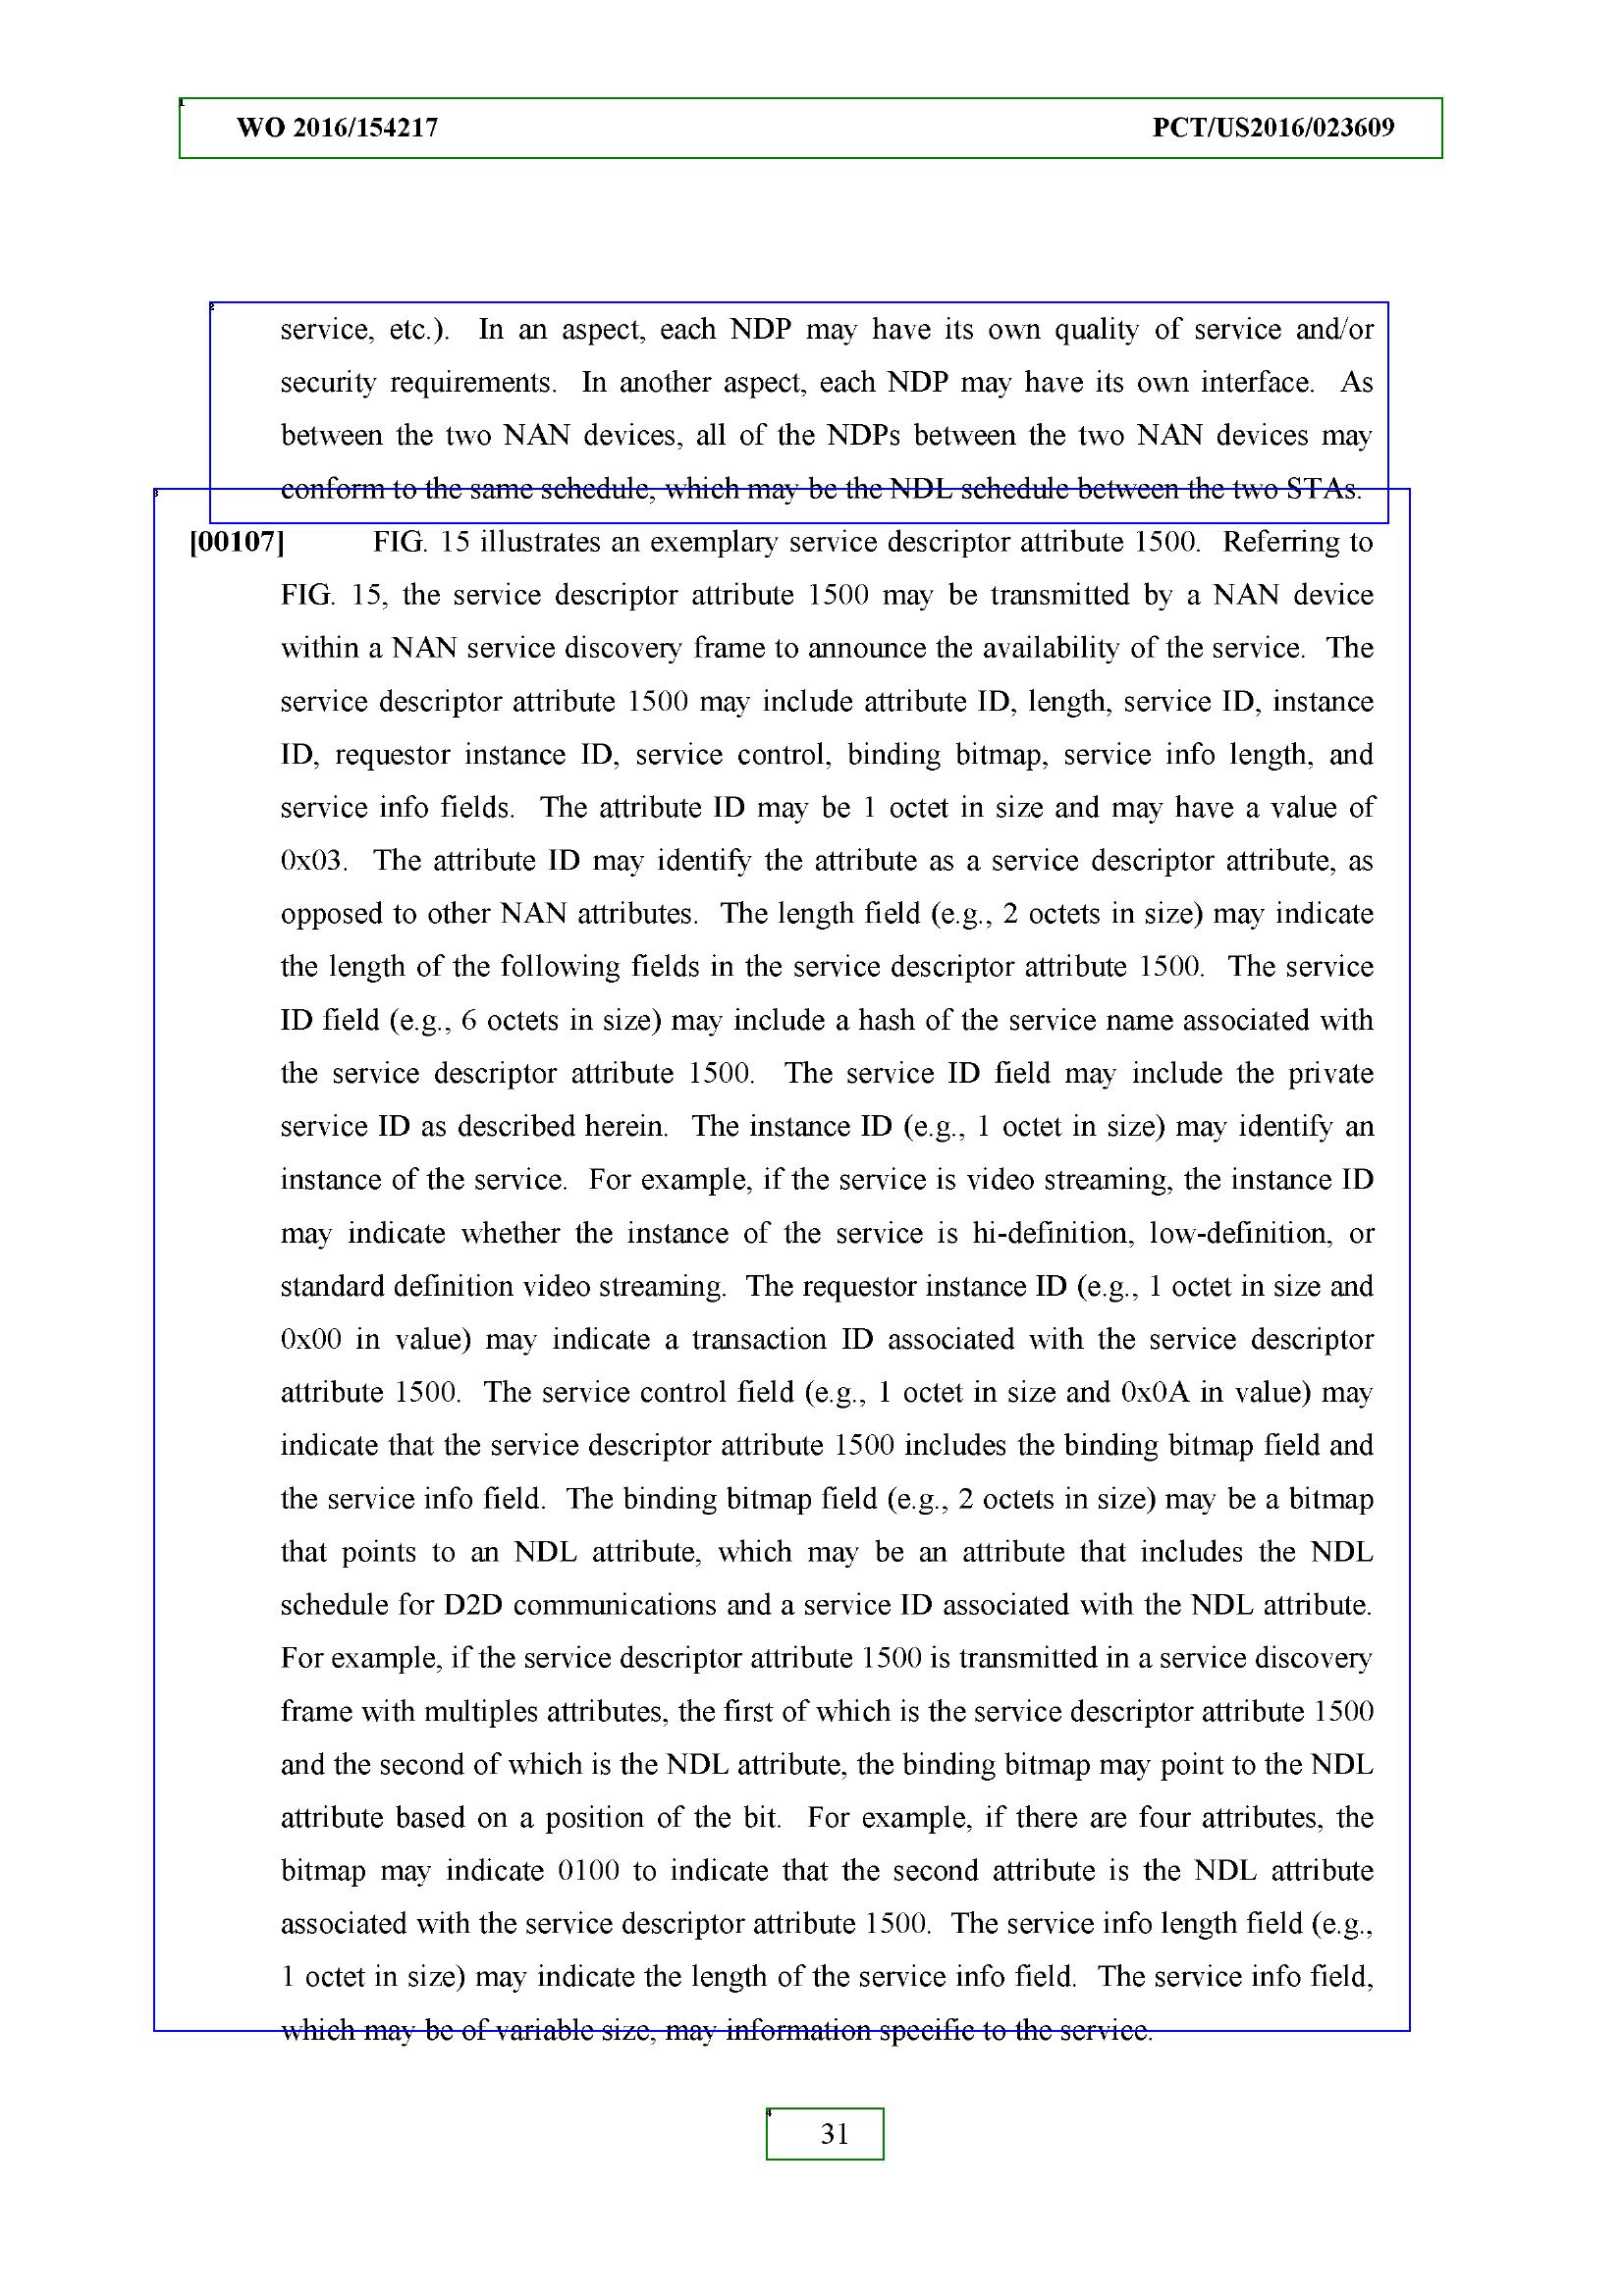 WO 2016/154217 PCT/US2016/023609
service, etc.). In an aspect, each NDP may have its own quality of service and/or
security requirements. In another aspect, each NDP may have its own interface. As
between the two NAN devices, all of the NDPs between the two NAN devices may
conform to the same schedule, which may be the NDL schedule between the two STAs.
[00107] FIG. 15 illustrates an exemplary service descriptor attribute 1500. Referring to
FIG. 15, the service descriptor attribute 1500 may be transmitted by a NAN device
within a NAN service discovery frame to announce the availability of the service. The
service descriptor attribute 1500 may include attribute ID, length, service ID, instance
ID, requestor instance ID, service control, binding bitmap, service info length, and
service info fields. The attribute ID may be 1 octet in size and may have a value of
0x03. The attribute ID may identify the attribute as a service descriptor attribute, as
opposed to other NAN attributes. The length field (e.g., 2 octets in size) may indicate
the length of the following fields in the service descriptor attribute 1500. The service
ID field (e.g., 6 octets in size) may include a hash of the service name associated with
the service descriptor attribute 1500. The service ID field may include the private
service ID as described herein. The instance ID (e.g., 1 octet in size) may identify an
instance of the service. For example, if the service is video streaming, the instance ID
may indicate whether the instance of the service is hi-definition, low-definition, or
standard definition video streaming. The requestor instance ID (e.g., 1 octet in size and
0x00 in value) may indicate a transaction ID associated with the service descriptor
attribute 1500. The service control field (e.g., 1 octet in size and 0x0A in value) may
indicate that the service descriptor attribute 1500 includes the binding bitmap field and
the service info field. The binding bitmap field (e.g., 2 octets in size) may be a bitmap
that points to an NDL attribute, which may be an attribute that includes the NDL
schedule for D2D communications and a service ID associated with the NDL attribute.
For example, if the service descriptor attribute 1500 is transmitted in a service discovery
frame with multiples attributes, the first of which is the service descriptor attribute 1500
and the second of which is the NDL attribute, the binding bitmap may point to the NDL
attribute based on a position of the bit. For example, if there are four attributes, the
bitmap may indicate 0100 to indicate that the second attribute is the NDL attribute
associated with the service descriptor attribute 1500. The service info length field (e.g.,
1 octet in size) may indicate the length of the service info field. The service info field,
which may be of variable size, may information specific to the service.
31